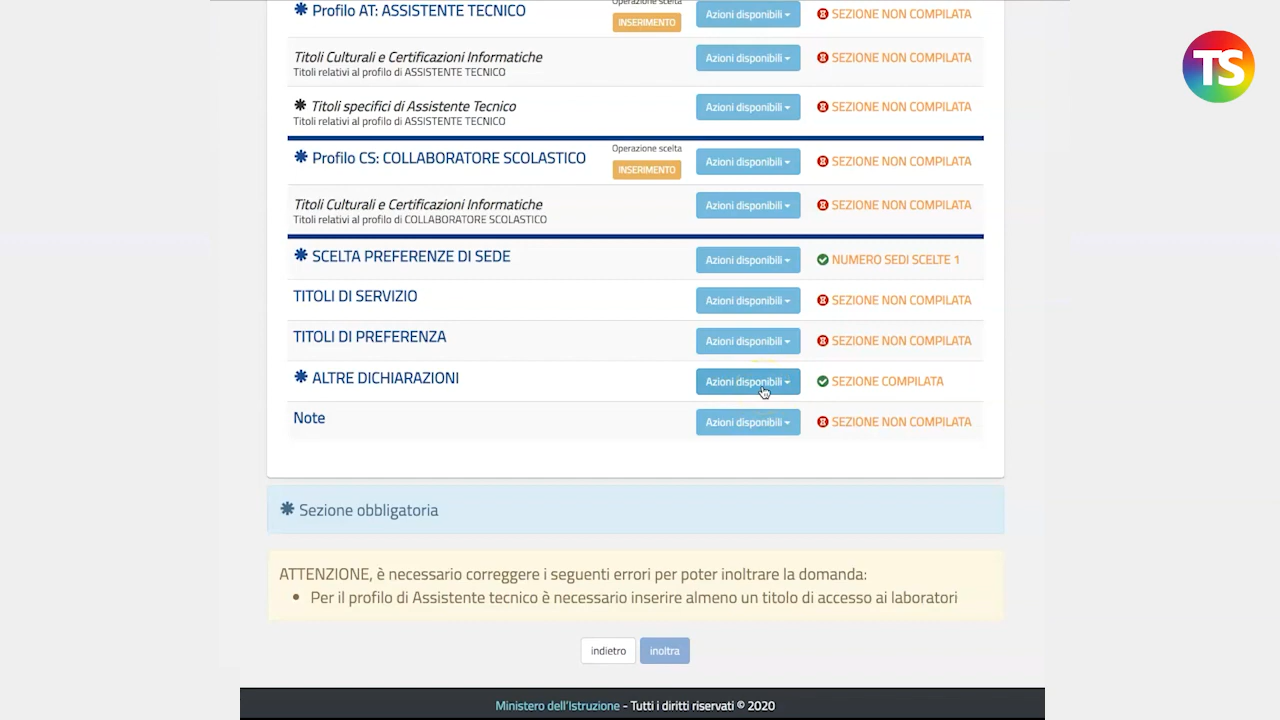 Operazione scelta
✱ Profilo AT: ASSISTENTE TECNICO
INSERIMENTO
Azioni disponibili
SEZIONE NON COMPILATA
Titoli Culturali e Certificazioni Informatiche
Titoli relativi al profilo di ASSISTENTE TECNICO
Azioni disponibili
SEZIONE NON COMPILATA
✱ Titoli specifici di Assistente Tecnico
Titoli relativi al profilo di ASSISTENTE TECNICO
Azioni disponibili
SEZIONE NON COMPILATA
✱ Profilo CS: COLLABORATORE SCOLASTICO
Operazione scelta
INSERIMENTO
Azioni disponibili
SEZIONE NON COMPILATA
Titoli Culturali e Certificazioni Informatiche
Titoli relativi al profilo di COLLABORATORE SCOLASTICO
Azioni disponibili
SEZIONE NON COMPILATA
✱ SCELTA PREFERENZE DI SEDE
Azioni disponibili
NUMERO SEDI SCELTE 1
TITOLI DI SERVIZIO
Azioni disponibili
SEZIONE NON COMPILATA
TITOLI DI PREFERENZA
Azioni disponibili
SEZIONE NON COMPILATA
✱ ALTRE DICHIARAZIONI
Azioni disponibili
SEZIONE COMPILATA
Note
Azioni disponibili
SEZIONE NON COMPILATA
✱ Sezione obbligatoria
ATTENZIONE, è necessario correggere i seguenti errori per poter inoltrare la domanda:
• Per il profilo di Assistente tecnico è necessario inserire almeno un titolo di accesso ai laboratori
indietro
inoltra
Ministero dell'Istruzione - Tutti i diritti riservati © 2020
TS